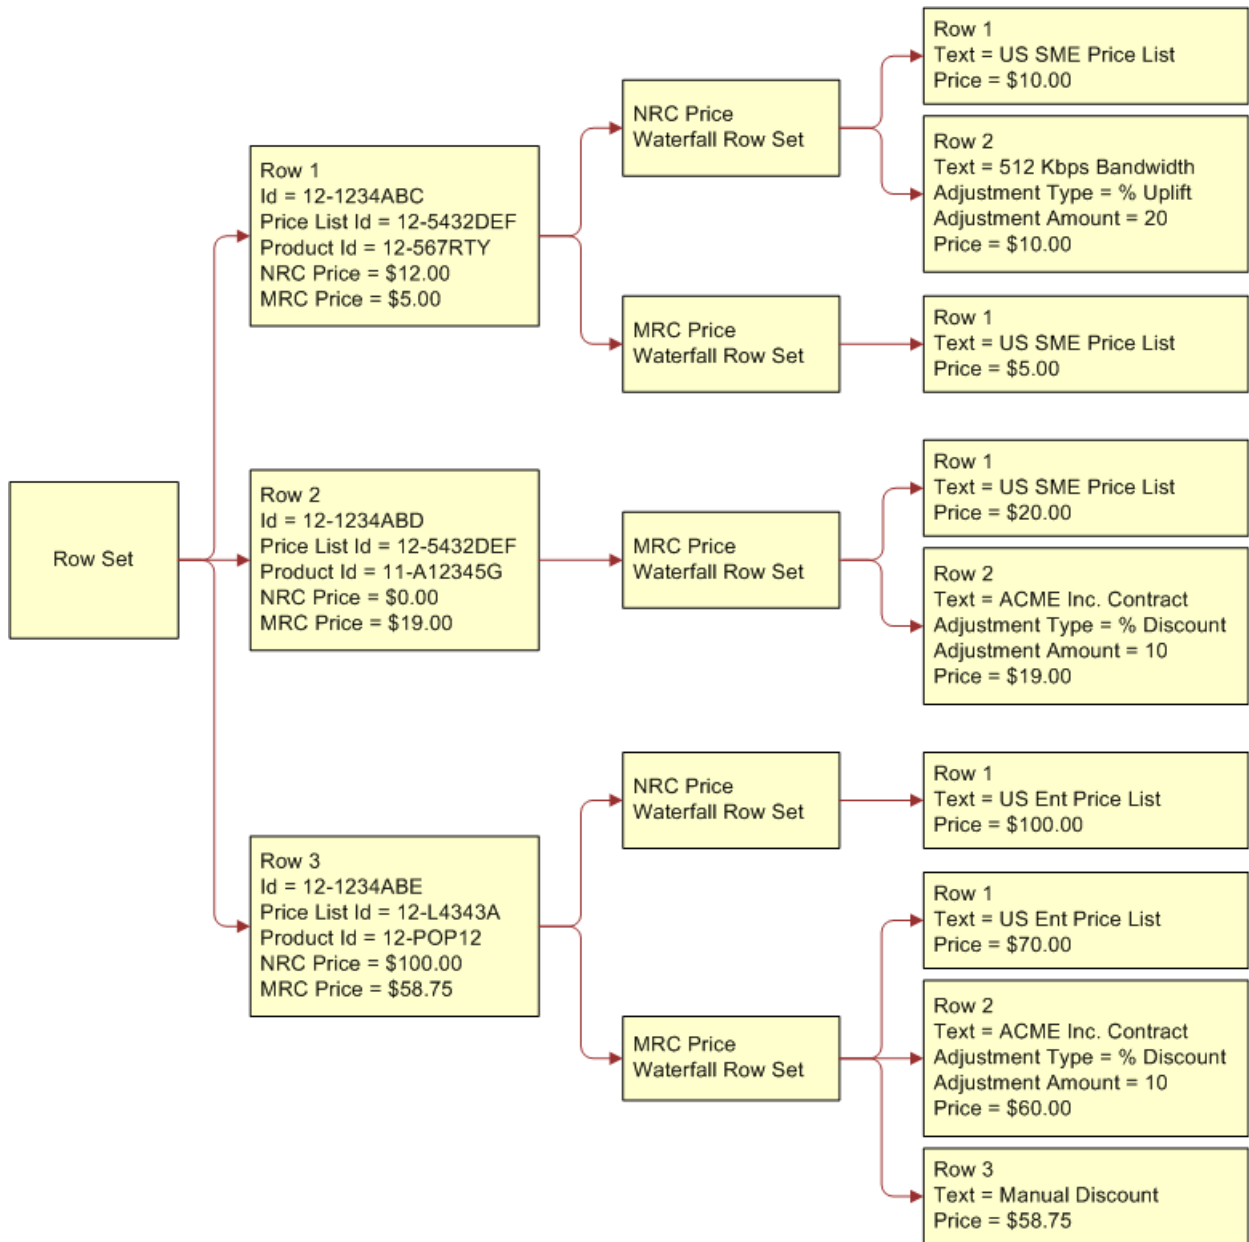 Row Set
Row 1
Id = 12-1234ABC
Price List Id = 12-5432DEF
Product Id = 12-567RTY
NRC Price = $12.00
MRC Price = $5.00
NRC Price
Waterfall Row Set
Row 1
Text = US SME Price List
Price = $10.00
Row 2
Text = 512 Kbps Bandwidth
Adjustment Type = % Uplift
Adjustment Amount = 20
Price = $10.00
MRC Price
Waterfall Row Set
Row 1
Text = US SME Price List
Price = $5.00
Row 2
Id = 12-1234ABD
Price List Id = 12-5432DEF
Product Id = 11-A12345G
NRC Price = $0.00
MRC Price = $19.00
MRC Price
Waterfall Row Set
Row 1
Text = US SME Price List
Price = $20.00
Row 2
Text = ACME Inc. Contract
Adjustment Type = % Discount
Adjustment Amount = 10
Price = $19.00
Row 3
Id = 12-1234ABE
Price List Id = 12-L4343A
Product Id = 12-POP12
NRC Price = $100.00
MRC Price = $58.75
NRC Price
Waterfall Row Set
Row 1
Text = US Ent Price List
Price = $100.00
MRC Price
Waterfall Row Set
Row 1
Text = US Ent Price List
Price = $70.00
Row 2
Text = ACME Inc. Contract
Adjustment Type = % Discount
Adjustment Amount = 10
Price = $60.00
Row 3
Text = Manual Discount
Price = $58.75